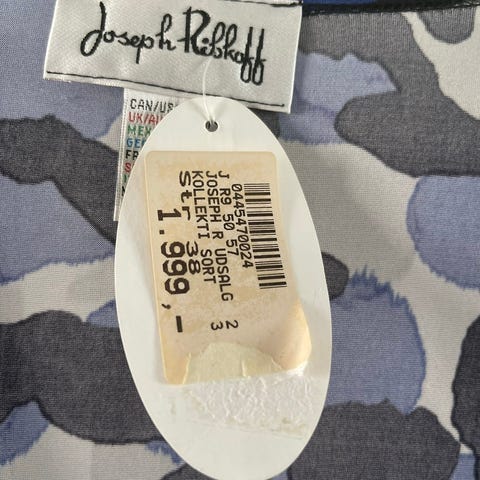 Joseph Ribkoff
CAN/US
UK/AU
MEX
GE
FR
0445470024
J R9 50 57 2
JOSEPH R UDSALG 3
KOLLEKTI SORT
Str 38
1.999,-